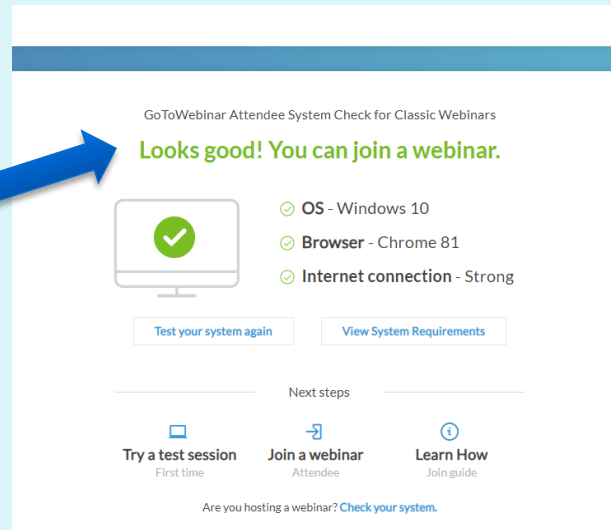 GoToWebinar Attendee System Check for Classic Webinars
Looks good! You can join a webinar.
OS - Windows 10
Browser - Chrome 81
Internet connection - Strong
Test your system again
View System Requirements
Next steps
Try a test session
First time
Join a webinar
Attendee
Learn How
Join guide
Are you hosting a webinar? Check your system.